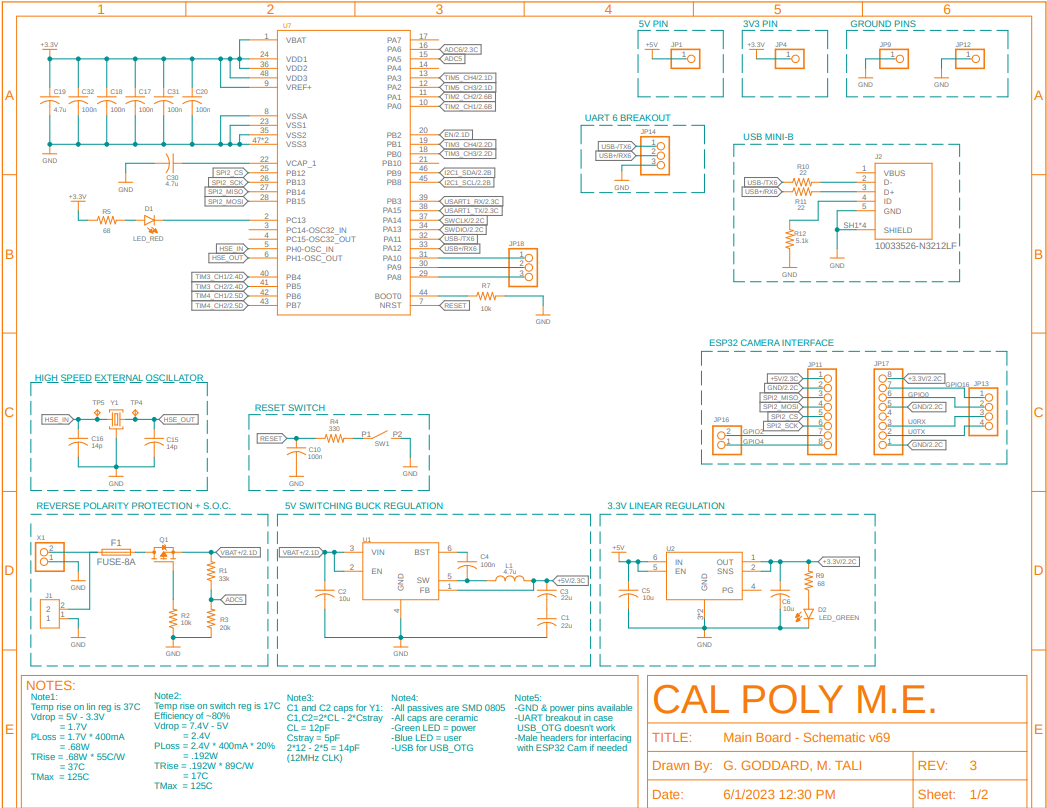 1 2 3 4 5 6
A
B
C
D
E
A
B
C
D
E
U7
1 VBAT
24 VDD1
36 VDD2
48 VDD3
9 VREF+
8 VSSA
23 VSS1
35 VSS2
47*2 VSS3
22 VCAP_1
25 PB12
26 PB13
27 PB14
28 PB15
2 PC13
3 PC14-OSC32_IN
4 PC15-OSC32_OUT
5 PH0-OSC_IN
6 PH1-OSC_OUT
40 PB4
41 PB5
42 PB6
43 PB7
PA7 17
PA6 16 ADC6/2.3C
PA5 15 ADC5
PA4 14
PA3 13 TIM5_CH4/2.1D
PA2 12 TIM5_CH3/2.1D
PA1 11 TIM2_CH2/2.6B
PA0 10 TIM2_CH1/2.6B
PB2 20 EN/2.1D
PB1 19 TIM3_CH4/2.2D
PB0 18 TIM3_CH3/2.2D
PB10 21
PB9 46 I2C1_SDA/2.2B
PB8 45 I2C1_SCL/2.2B
PB3 39 USART1_RX/2.3C
PA15 38 USART1_TX/2.3C
PA14 37 SWCLK/2.2C
PA13 34 SWDIO/2.2C
PA11 32 USB-/TX6
PA12 33 USB+/RX6
PA10 31
PA9 30
PA8 29
BOOT0 44
NRST 7 RESET
+3.3V
C19 4.7u
C32 100n
C18 100n
C17 100n
C31 100n
C20 100n
GND
C30
4.7u
GND
SPI2_CS
SPI2_SCK
SPI2_MISO
SPI2_MOSI
+3.3V
R5
68
D1
LED_RED
HSE_IN
HSE_OUT
TIM3_CH1/2.4D
TIM3_CH2/2.4D
TIM4_CH1/2.5D
TIM4_CH2/2.5D
JP18
1
2
3
R7
10k
GND
5V PIN
+5V
JP1
1
3V3 PIN
+3.3V
JP4
1
GROUND PINS
JP9
1
GND
JP12
1
GND
UART 6 BREAKOUT
JP14
USB-/TX6 1
USB+/RX6 2
3
GND
USB MINI-B
J2
R10
22
USB-/TX6
USB+/RX6
R11
22
1 VBUS
2 D-
3 D+
4 ID
5 GND
SH1*4 SHIELD
10033526-N3212LF
R12
5.1k
GND
GND
ESP32 CAMERA INTERFACE
JP11
+5V/2.3C 1
GND/2.2C 2
SPI2_MISO 3
SPI2_MOSI 4
SPI2_CS 5
SPI2_SCK 6
7
8
JP16
2 GPIO2
1 GPIO4
JP17
8 +3.3V/2.2C
7 GPIO16
6 GPIO0
5 GND/2.2C
4
3 U0RX
2 U0TX
1 GND/2.2C
JP13
1
2
3
4
HIGH SPEED EXTERNAL OSCILLATOR
TP5 Y1 TP4
HSE_IN
HSE_OUT
C16
14p
C15
14p
GND
RESET SWITCH
RESET
R4
330
P1 P2
SW1
C10
100n
GND
GND
REVERSE POLARITY PROTECTION + S.O.C.
X1
2
1
GND
F1
FUSE-8A
Q1
VBAT+/2.1D
R1
33k
ADC5
R2
10k
R3
20k
GND
J1
2 2
1 1
GND
5V SWITCHING BUCK REGULATION
VBAT+/2.1D
U1
3 VIN
2 EN
BST 6
SW 5
FB 1
GND
4
C2
10u
C4
100n
L1
4.7u
+5V/2.3C
C3
22u
C1
22u
GND
3.3V LINEAR REGULATION
+5V
U2
6 IN
5 EN
OUT 1
SNS 2
PG 4
GND
3*2
C5
10u
C6
10u
+3.3V/2.2C
R9
68
D2
LED_GREEN
GND
NOTES:
Note1:
Temp rise on lin reg is 37C
Vdrop = 5V - 3.3V
= 1.7V
PLoss = 1.7V * 400mA
= .68W
TRise = .68W * 55C/W
= 37C
TMax = 125C
Note2:
Temp rise on switch reg is 17C
Efficiency of ~80%
Vdrop = 7.4V - 5V
= 2.4V
PLoss = 2.4V * 400mA * 20%
= .192W
TRise = .192W * 89C/W
= 17C
TMax = 125C
Note3:
C1 and C2 caps for Y1:
C1,C2=2*CL - 2*Cstray
CL = 12pF
Cstray = 5pF
2*12 - 2*5 = 14pF
(12MHz CLK)
Note4:
-All passives are SMD 0805
-All caps are ceramic
-Green LED = power
-Blue LED = user
-USB for USB_OTG
Note5:
-GND & power pins available
-UART breakout in case
USB_OTG doesn't work
-Male headers for interfacing
with ESP32 Cam if needed
CAL POLY M.E.
TITLE: Main Board - Schematic v69
Drawn By: G. GODDARD, M. TALI
REV: 3
Date: 6/1/2023 12:30 PM
Sheet: 1/2